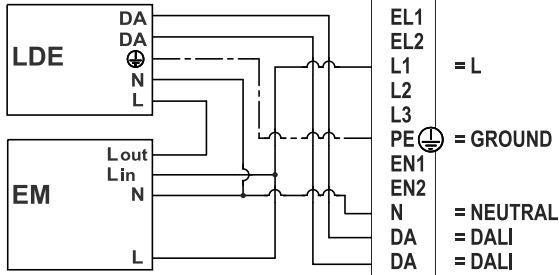 LDE
DA
DA
N
L
EM
Lout
Lin
N
L
EL1
EL2
L1 = L
L2
L3
PE = GROUND
EN1
EN2
N = NEUTRAL
DA = DALI
DA = DALI